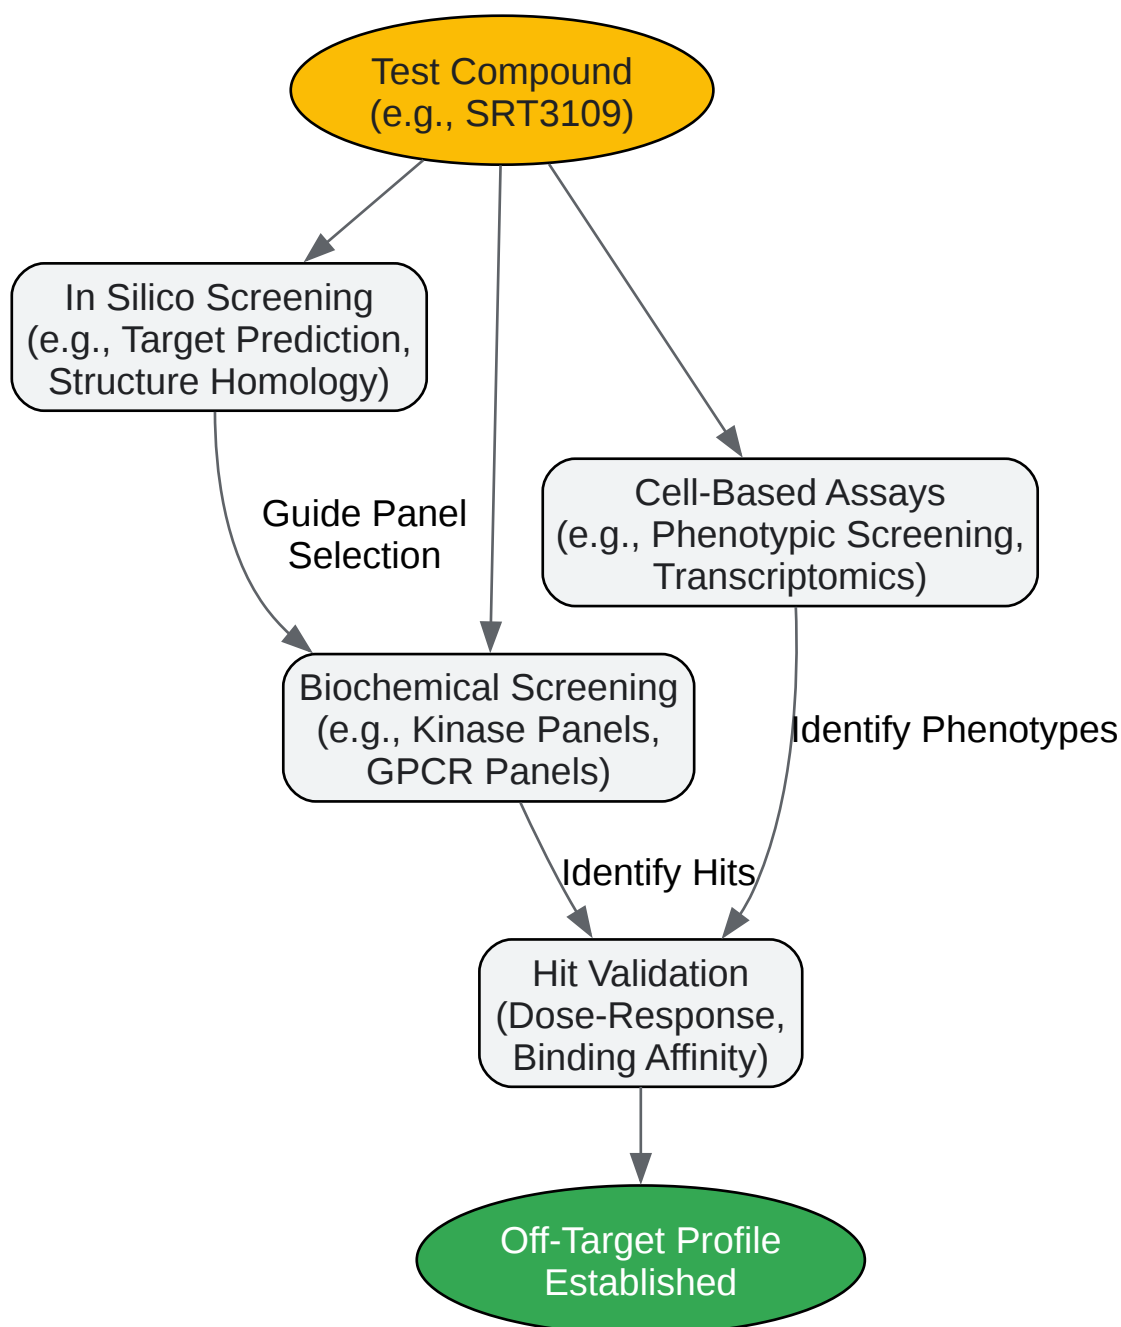 Test Compound
(e.g., SRT3109)
In Silico Screening
(e.g., Target Prediction,
Structure Homology)
Guide Panel
Selection
Cell-Based Assays
(e.g., Phenotypic Screening,
Transcriptomics)
Biochemical Screening
(e.g., Kinase Panels,
GPCR Panels)
Identify Phenotypes
Identify Hits
Hit Validation
(Dose-Response,
Binding Affinity)
Off-Target Profile
Established